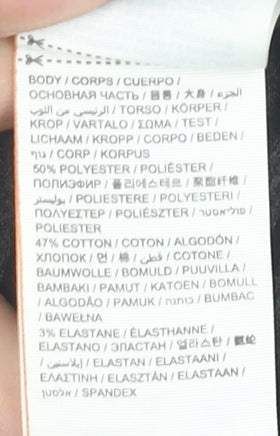 BODY / CORPS / CUERPO /
ОСНОВНАЯ ЧАСТЬ / 몸통 / 大身 / الجزء
الرئيسي من الثوب / TORSO / KÖRPER /
KROP / VARTALO / ΣΩΜΑ / TEST /
LICHAAM / KROPP / CORPO / BEDEN /
גוף / CORP / KORPUS
50% POLYESTER / POLIÉSTER /
ПОЛИЭФИР /폴리에스테르 / 聚酯纤维 /
بوليستر / POLIESTERE / POLYESTERI /
ΠΟΛΥΕΣΤΕΡ / POLIÉSZTER / פוליאסטר /
POLIESTER
47% COTTON / COTON / ALGODÓN /
ХЛОПОК / 면 / 棉 / قطن / COTONE /
BAUMWOLLE / BOMULD / PUUVILLA /
BAMBAKI / PAMUT / KATOEN / BOMULL
/ ALGODÃO / PAMUK / כותנה / BUMBAC
/ BAWEŁNA
3% ELASTANE / ÉLASTHANNE /
ELASTANO / ЭЛАСТАН / 엘라스탄 / 氨纶
/ إيلاستين / ELASTAN / ELASTAANI /
ΕΛΑΣΤΙΝΗ / ELASZTÁN / ELASTAAN /
אלסטן / SPANDEX